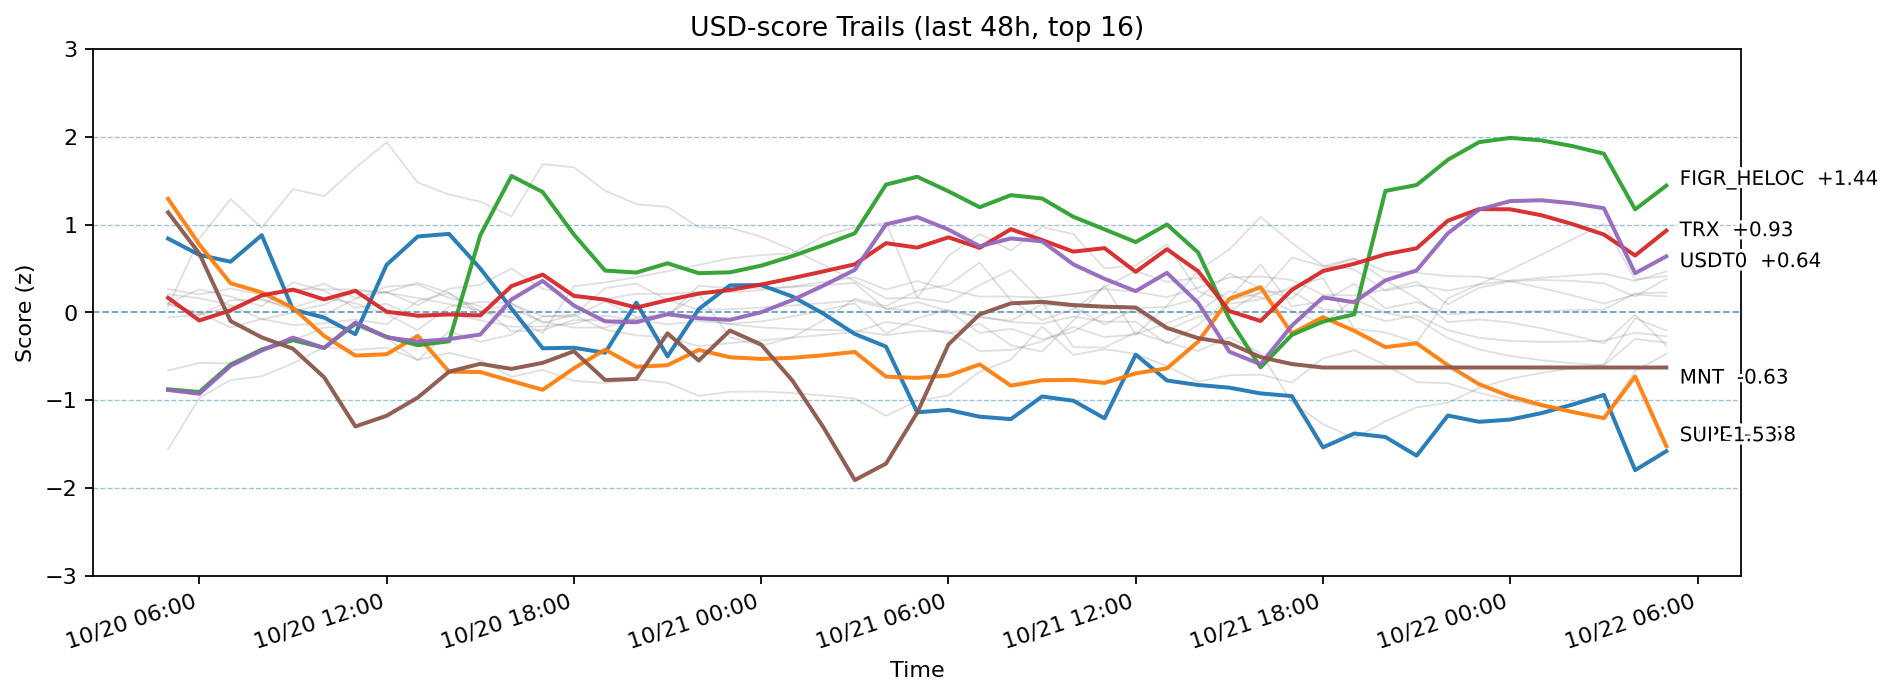 USD-score Trails (last 48h, top 16)
Score (z)
3
2
1
0
−1
−2
−3
FIGR_HELOC +1.44
TRX +0.93
USDT0 +0.64
MNT -0.63
10/20 06:00
10/20 12:00
10/20 18:00
10/21 00:00
10/21 06:00
10/21 12:00
10/21 18:00
10/22 00:00
10/22 06:00
Time